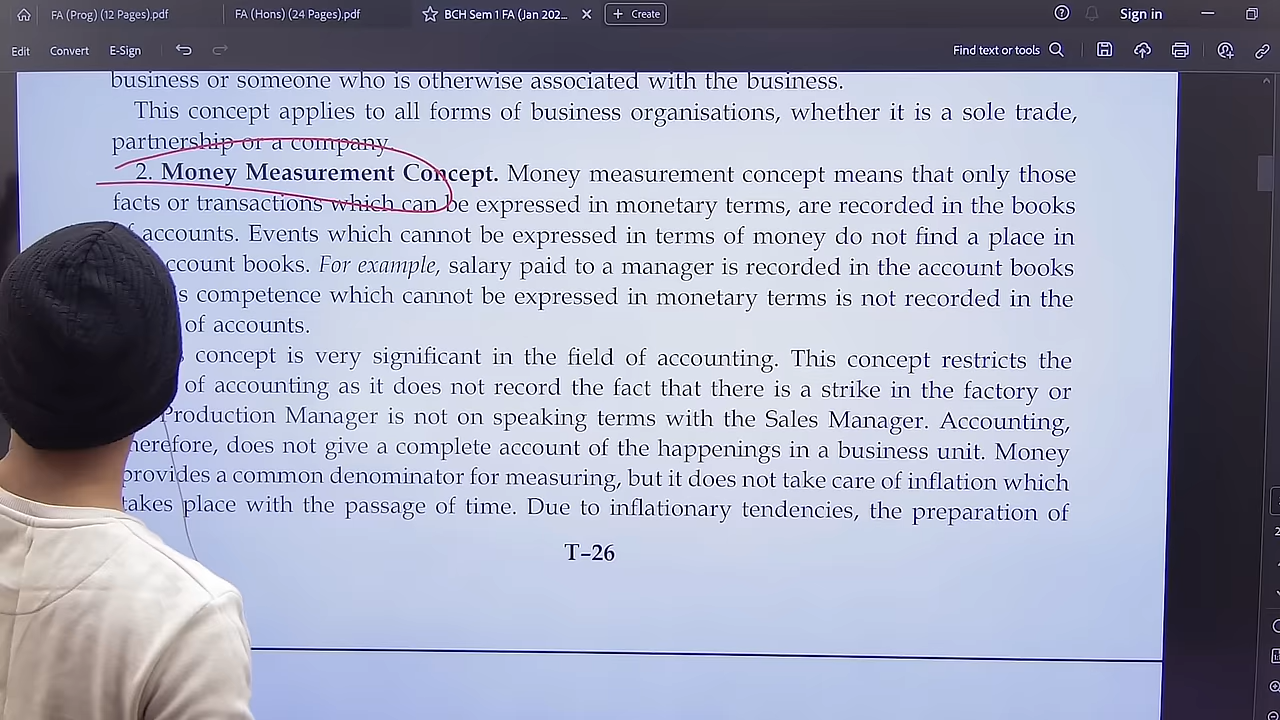 FA (Prog) (12 Pages).pdf
FA (Hons) (24 Pages).pdf
BCH Sem 1 FA (Jan 202...
Create
Sign in
Edit
Convert
E-Sign
Find text or tools
business or someone who is otherwise associated with the business.
This concept applies to all forms of business organisations, whether it is a sole trade,
partnership or a company.
2. Money Measurement Concept. Money measurement concept means that only those
facts or transactions which can be expressed in monetary terms, are recorded in the books
accounts. Events which cannot be expressed in terms of money do not find a place in
account books. For example, salary paid to a manager is recorded in the account books
competence which cannot be expressed in monetary terms is not recorded in the
of accounts.
concept is very significant in the field of accounting. This concept restricts the
of accounting as it does not record the fact that there is a strike in the factory or
Production Manager is not on speaking terms with the Sales Manager. Accounting,
therefore, does not give a complete account of the happenings in a business unit. Money
provides a common denominator for measuring, but it does not take care of inflation which
takes place with the passage of time. Due to inflationary tendencies, the preparation of
T–26